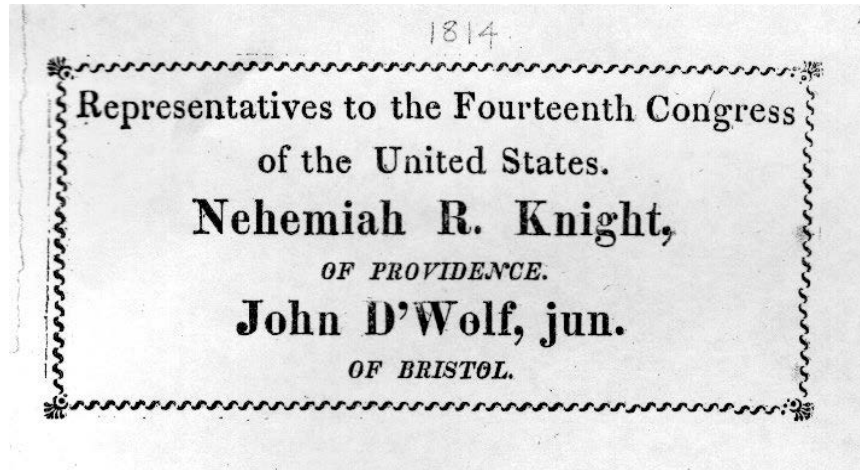 1814
Representatives to the Fourteenth Congress
of the United States.
Nehemiah R. Knight,
OF PROVIDENCE.
John D'Wolf, jun.
OF BRISTOL.